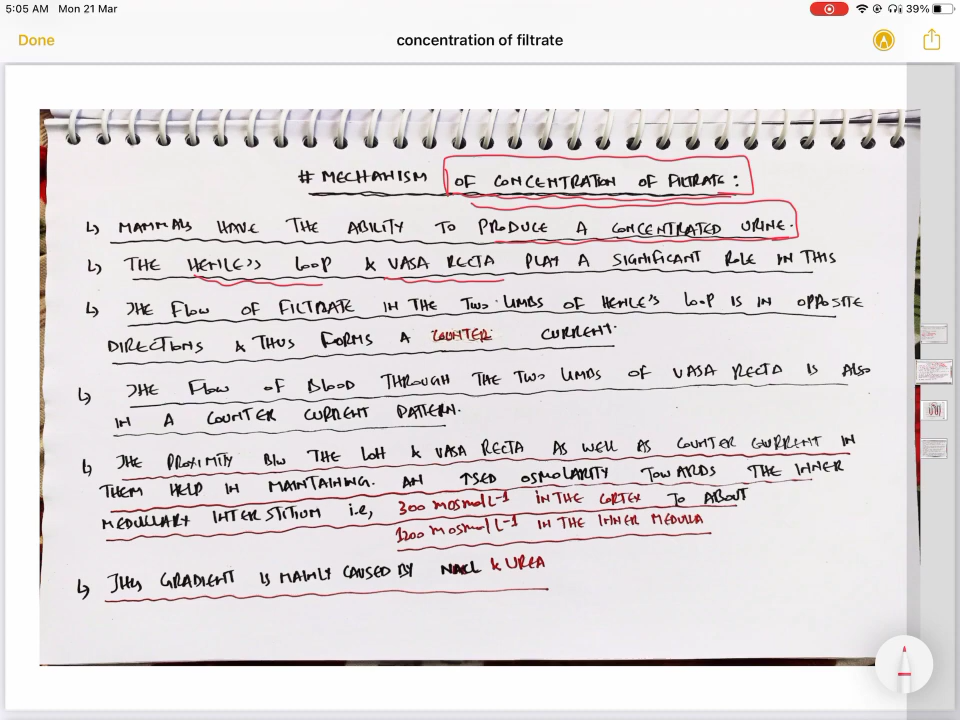 5:05 AM Mon 21 Mar
39%
Done
concentration of filtrate
# MECHANISM OF CONCENTRATION OF FILTRATE:
↳ MAMMALS HAVE THE ABILITY TO PRODUCE A CONCENTRATED URINE.
↳ THE HENLE'S LOOP & VASA RECTA PLAY A SIGNIFICANT ROLE IN THIS
↳ THE FLOW OF FILTRATE IN THE TWO LIMBS OF HENLE'S LOOP IS IN OPPOSITE
DIRECTIONS & THUS FORMS A COUNTER CURRENT.
↳ THE FLOW OF BLOOD THROUGH THE TWO LIMBS OF VASA RECTA IS ALSO
IN A COUNTER CURRENT PATTERN.
↳ THE PROXIMITY B/W THE LOH & VASA RECTA AS WELL AS COUNTER CURRENT IN
THEM HELP IN MAINTAINING. AN ↑SED OSMOLARITY TOWARDS THE INNER
MEDULLARY INTERSTITIUM i.e, 300 mosmol L-1 IN THE CORTEX TO ABOUT
1200 mosmol L-1 IN THE INNER MEDULLA
↳ THIS GRADIENT IS MAINLY CAUSED BY NACL & UREA